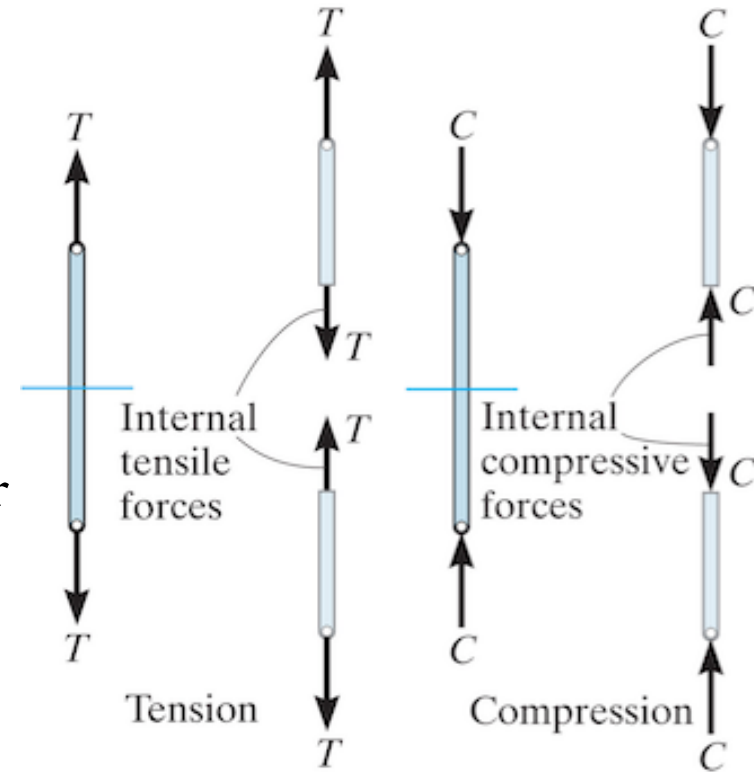 T
C
T
C
T
C
T
T
C
Internal
tensile
forces
Internal
compressive
forces
r
T
C
Tension
Compression
T
C